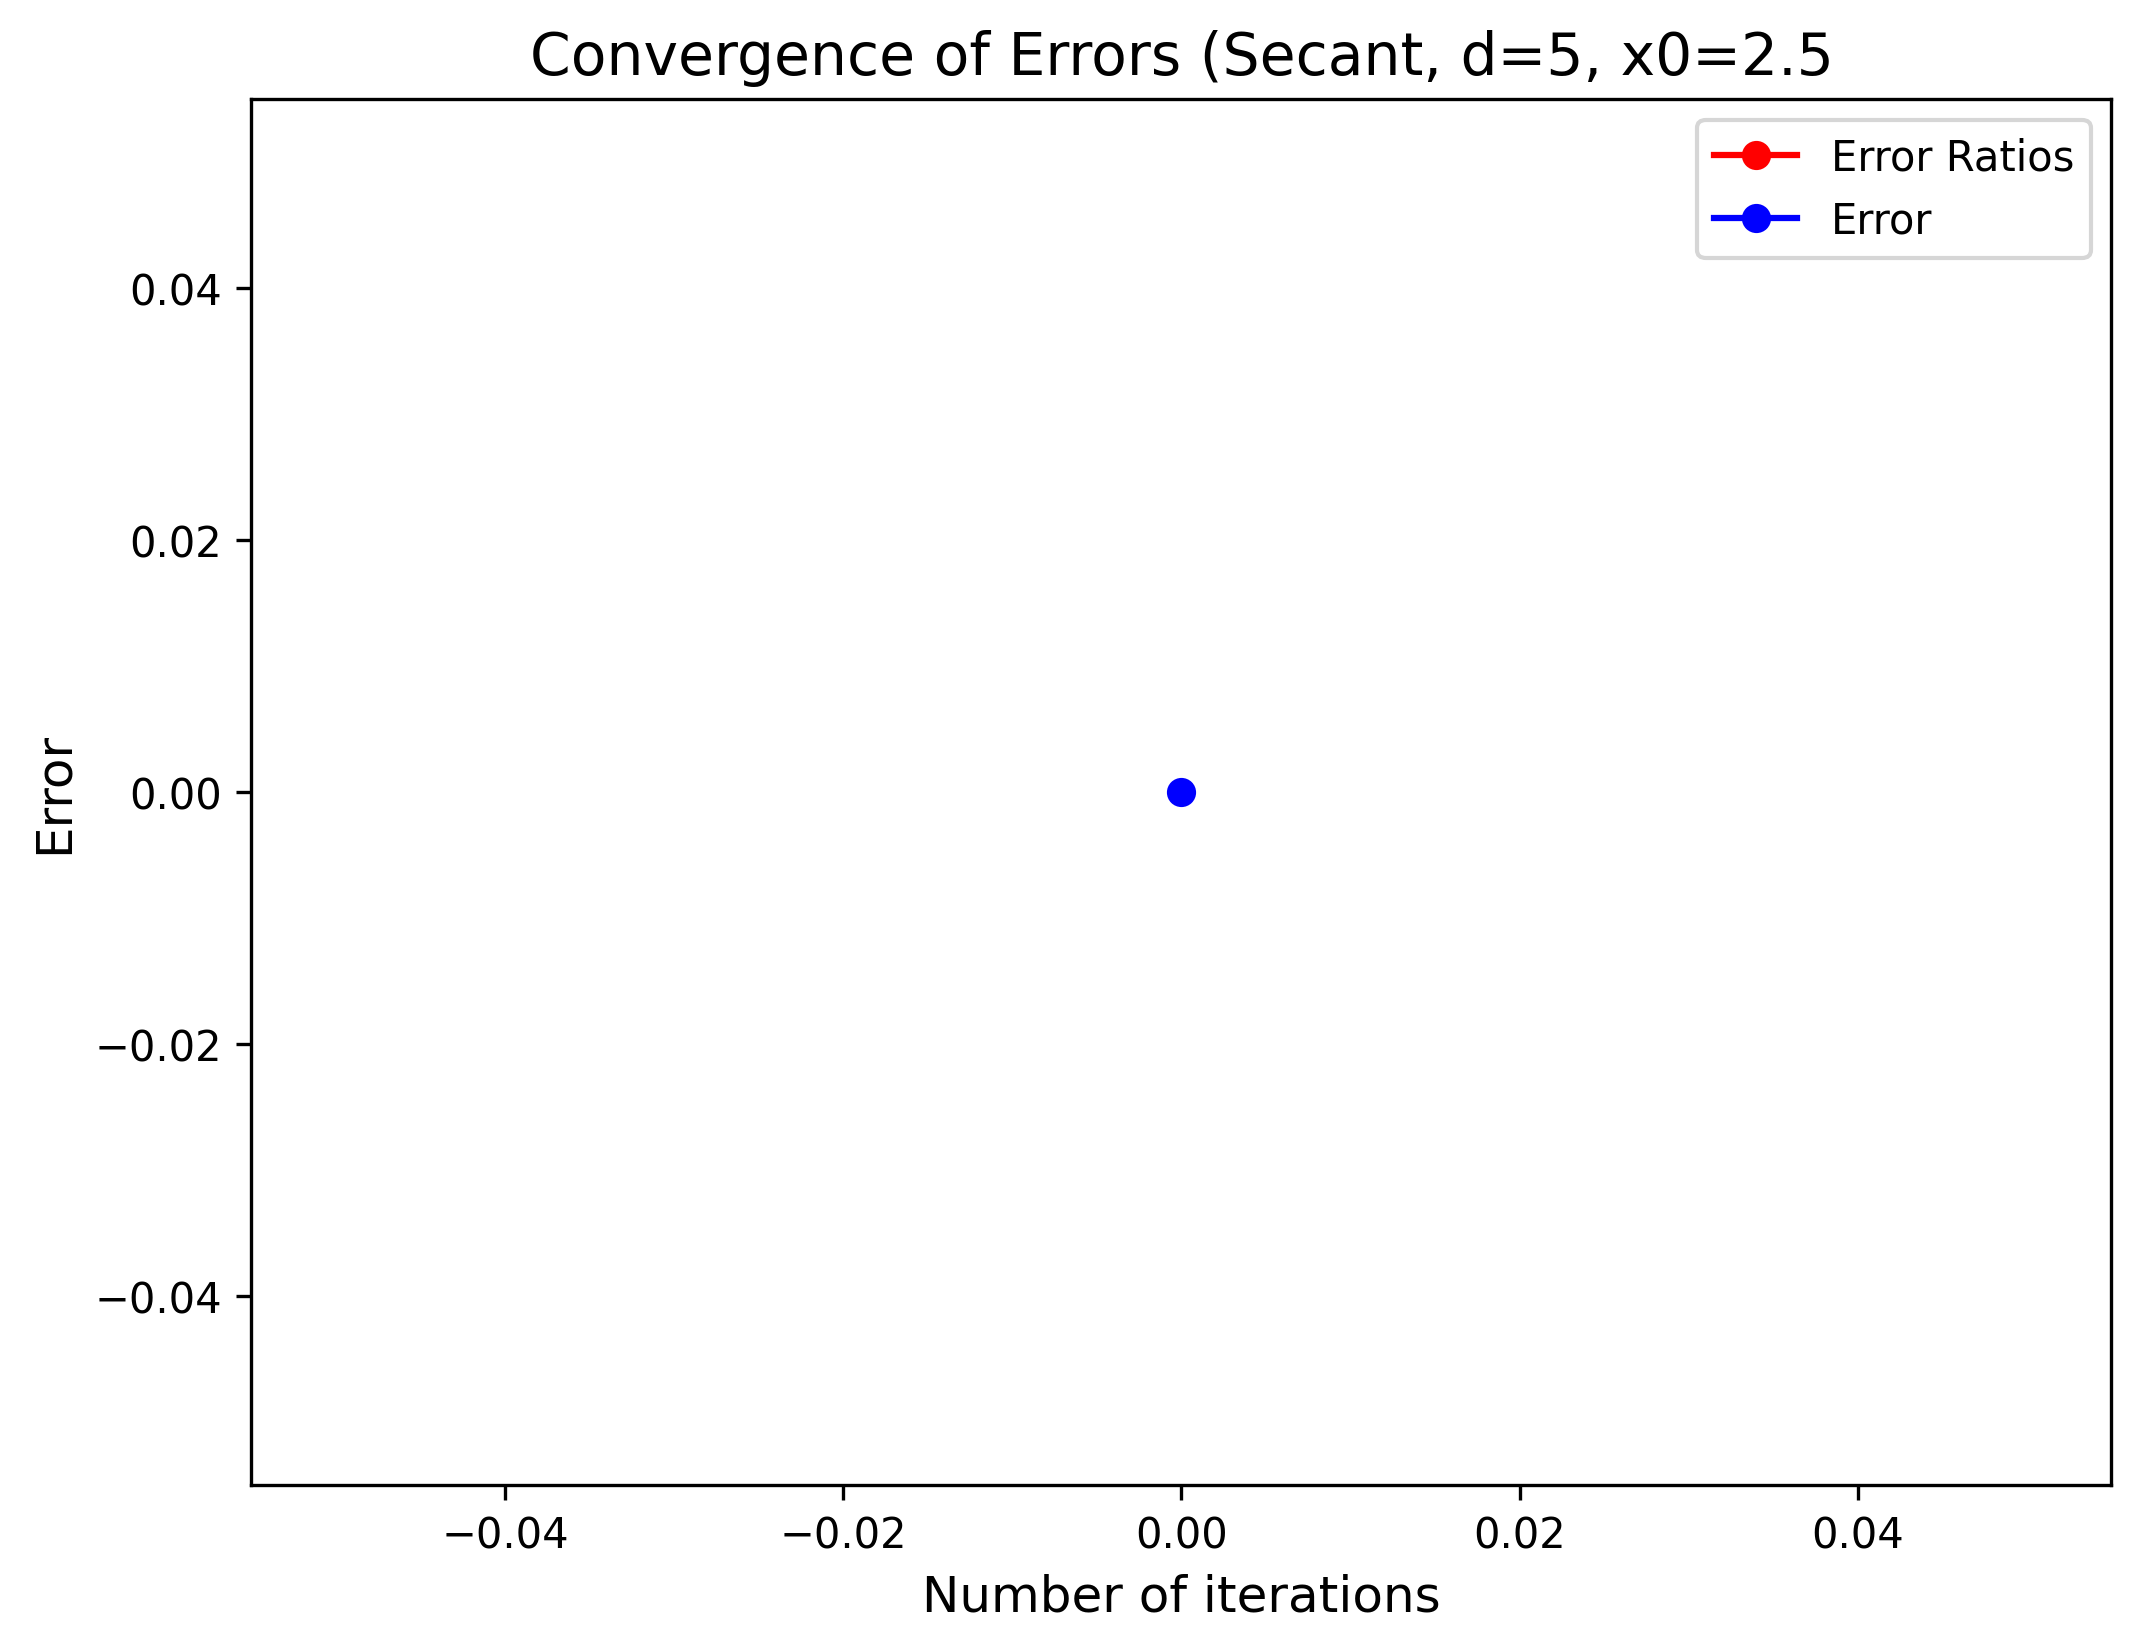 Convergence of Errors (Secant, d=5, x0=2.5
Error Ratios
Error
0.04
0.02
0.00
−0.02
−0.04
Error
−0.04 −0.02 0.00 0.02 0.04
Number of iterations